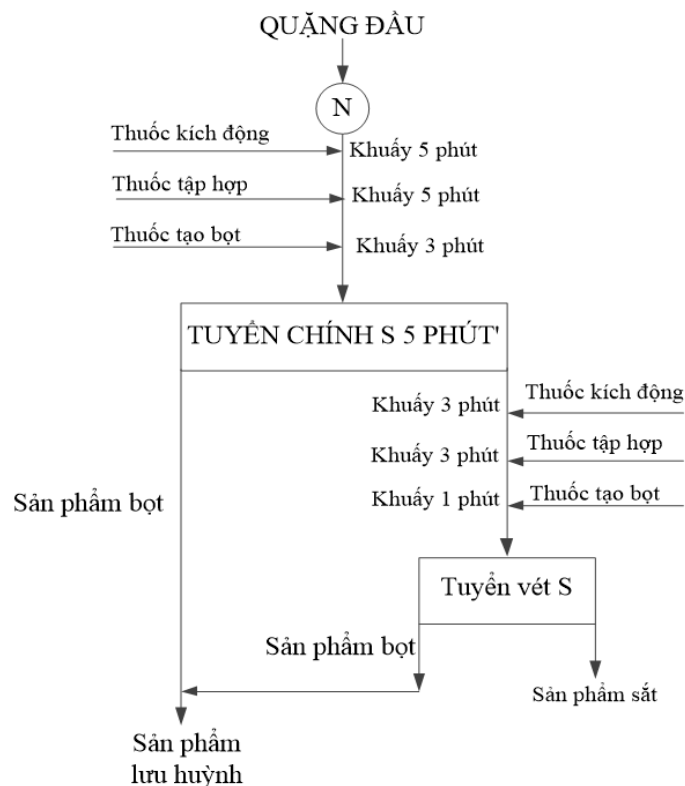 QUẶNG ĐẦU
N
Thuốc kích động
Khuấy 5 phút
Thuốc tập hợp
Khuấy 5 phút
Thuốc tạo bọt
Khuấy 3 phút
TUYỂN CHÍNH S 5 PHÚT'
Khuấy 3 phút
Thuốc kích động
Khuấy 3 phút
Thuốc tập hợp
Khuấy 1 phút
Thuốc tạo bọt
Sản phẩm bọt
Tuyển vét S
Sản phẩm bọt
Sản phẩm sắt
Sản phẩm
lưu huỳnh